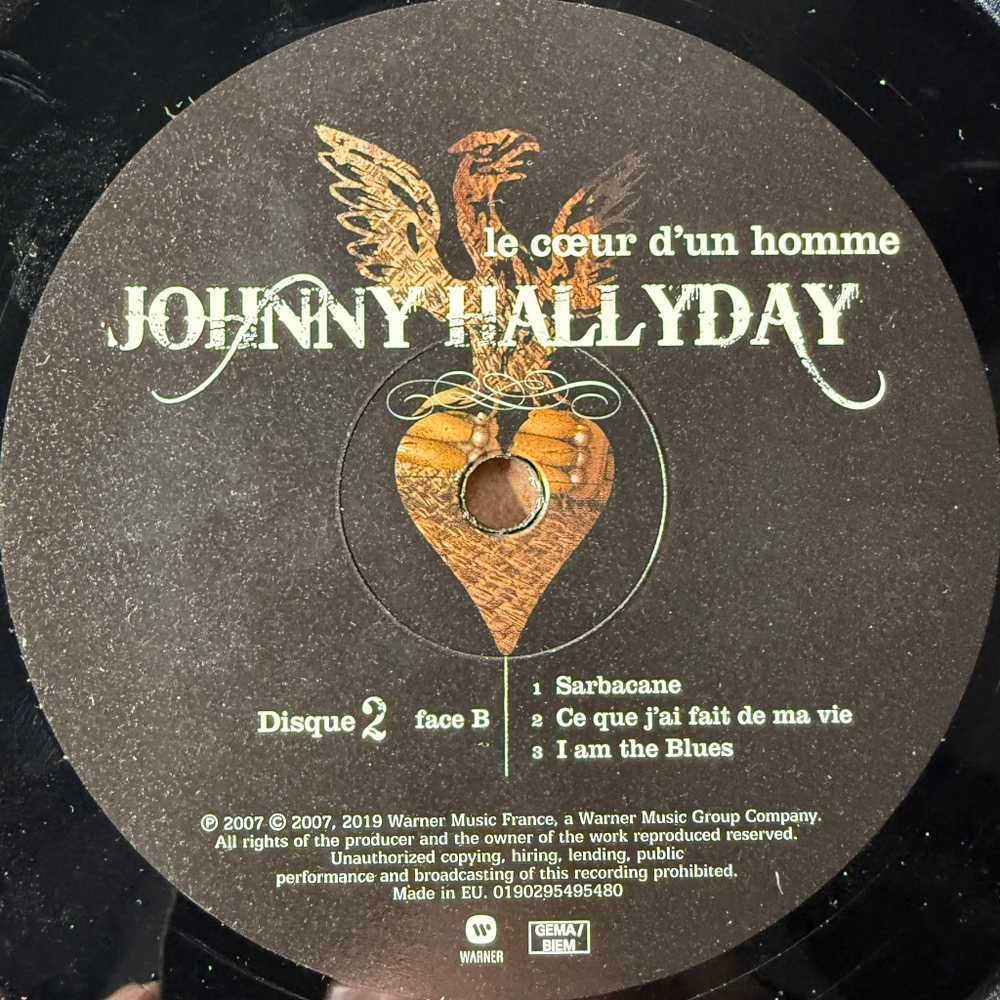 le cœur d'un homme
JOHNNY HALLYDAY
Disque 2 face B
1 Sarbacane
2 Ce que j'ai fait de ma vie
3 I am the Blues
℗ 2007 © 2007, 2019 Warner Music France, a Warner Music Group Company.
All rights of the producer and the owner of the work reproduced reserved.
Unauthorized copying, hiring, lending, public
performance and broadcasting of this recording prohibited.
Made in EU. 0190295495480
WARNER
GEMA/
BIEM